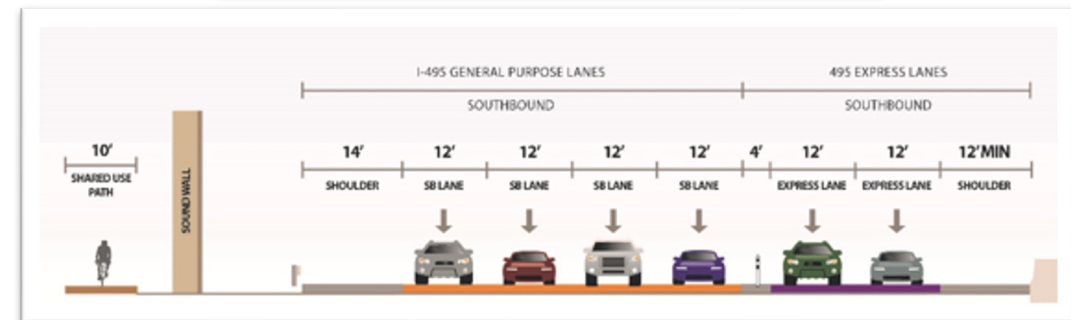 I-495 GENERAL PURPOSE LANES
495 EXPRESS LANES
SOUTHBOUND
SOUTHBOUND
10'
14'
12'
12'
12'
12'
4'
12'
12'
12'MIN
SHARED USE
PATH
SOUND WALL
SHOULDER
SB LANE
SB LANE
SB LANE
SB LANE
EXPRESS LANE
EXPRESS LANE
SHOULDER